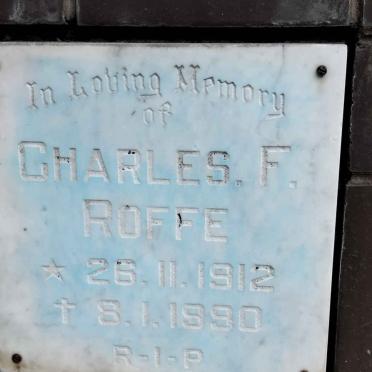 In Loving Memory
of
CHARLES. F.
ROFFE
★ 26.11.1912
✝ 8.1.1990
R-I-P